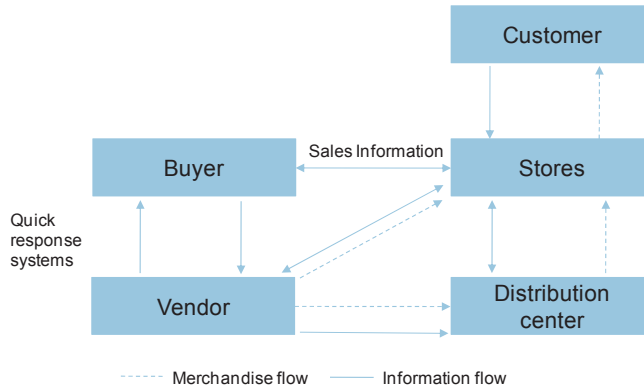 Customer
Sales Information
Buyer
Stores
Quick
response
systems
Vendor
Distribution
center
Merchandise flow
Information flow